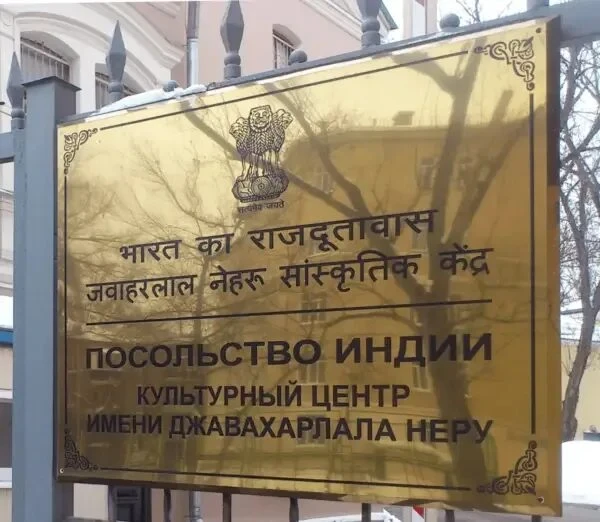 सत्यमेव जयते
भारत का राजदूतावास
जवाहरलाल नेहरू सांस्कृतिक केंद्र
ПОСОЛЬСТВО ИНДИИ
КУЛЬТУРНЫЙ ЦЕНТР
ИМЕНИ ДЖАВАХАРЛАЛА НЕРУ